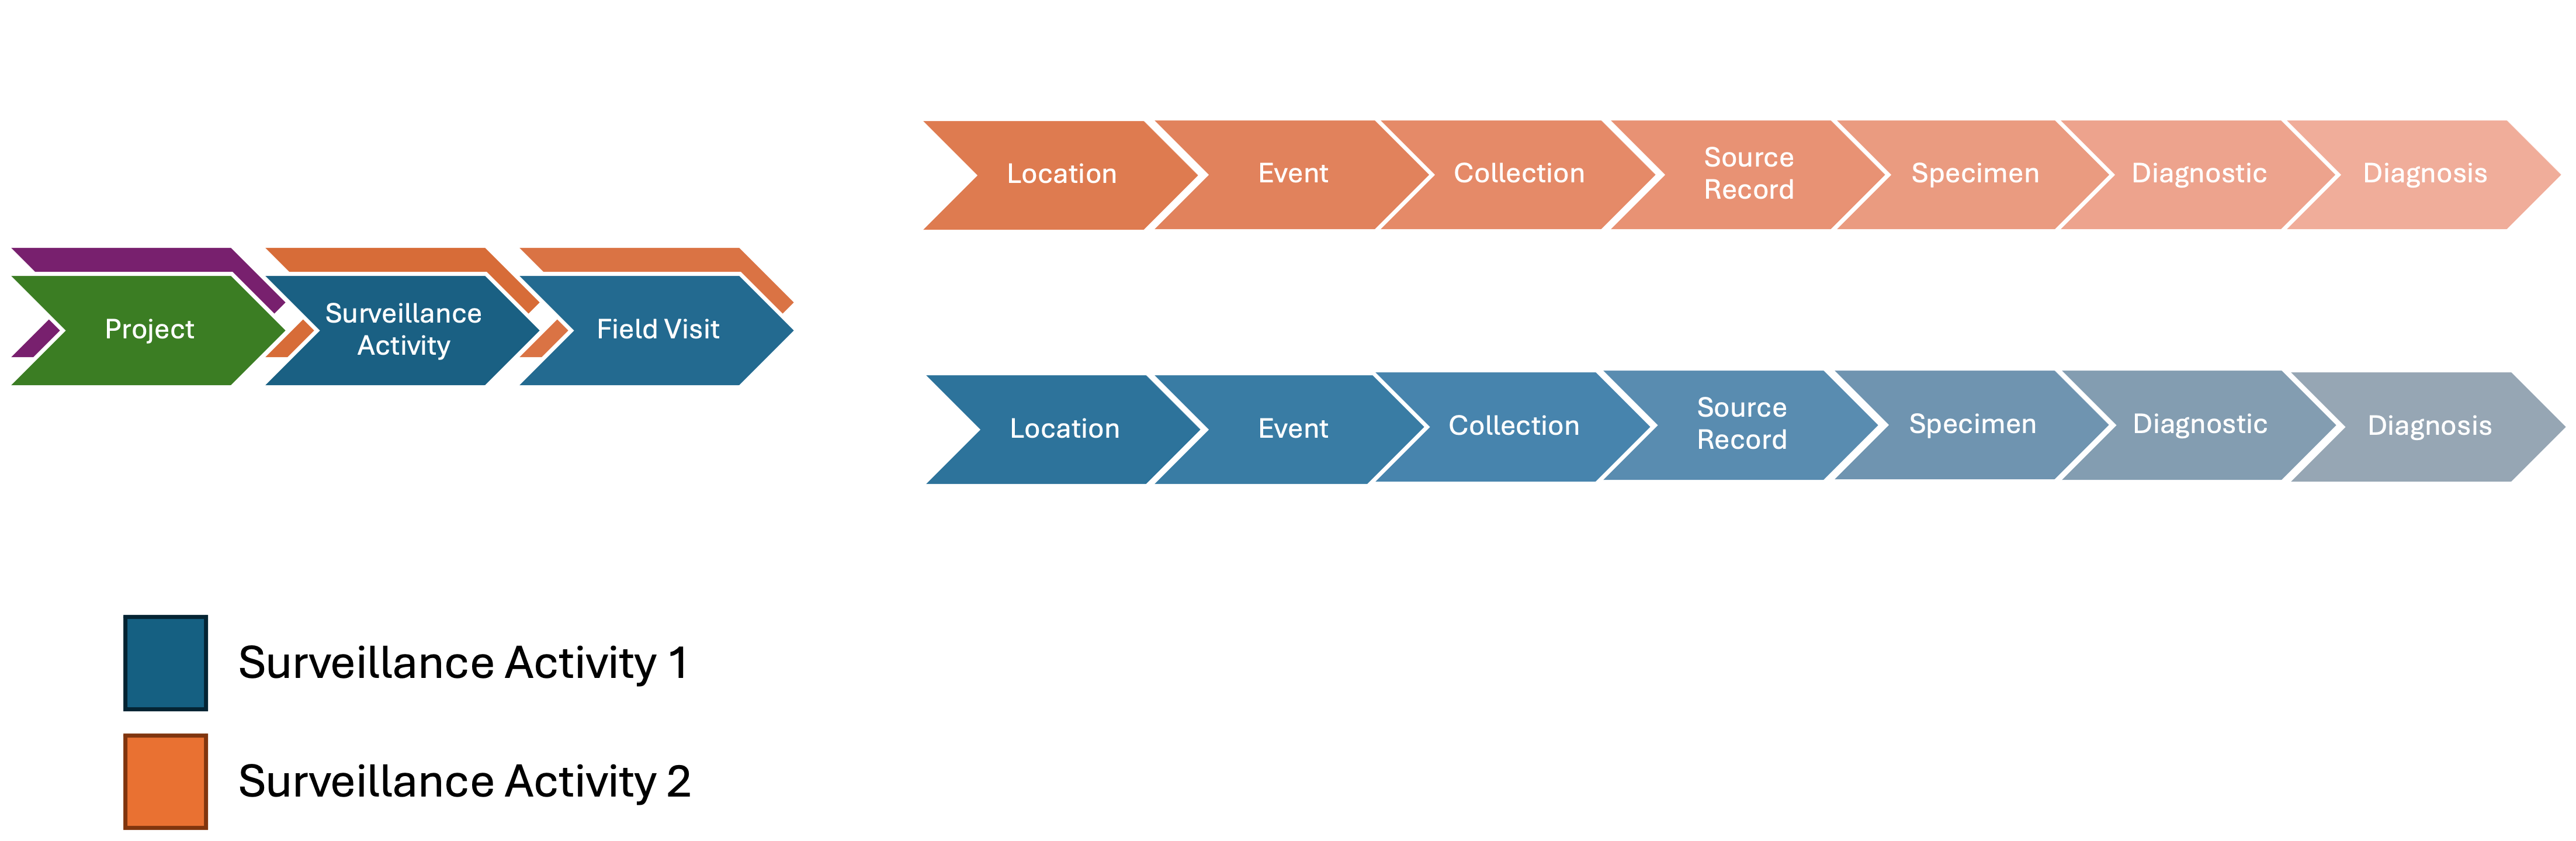 Location
Event
Collection
Source
Record
Specimen
Diagnostic
Diagnosis
Project
Surveillance
Activity
Field Visit
Location
Event
Collection
Source
Record
Specimen
Diagnostic
Diagnosis
Surveillance Activity 1
Surveillance Activity 2